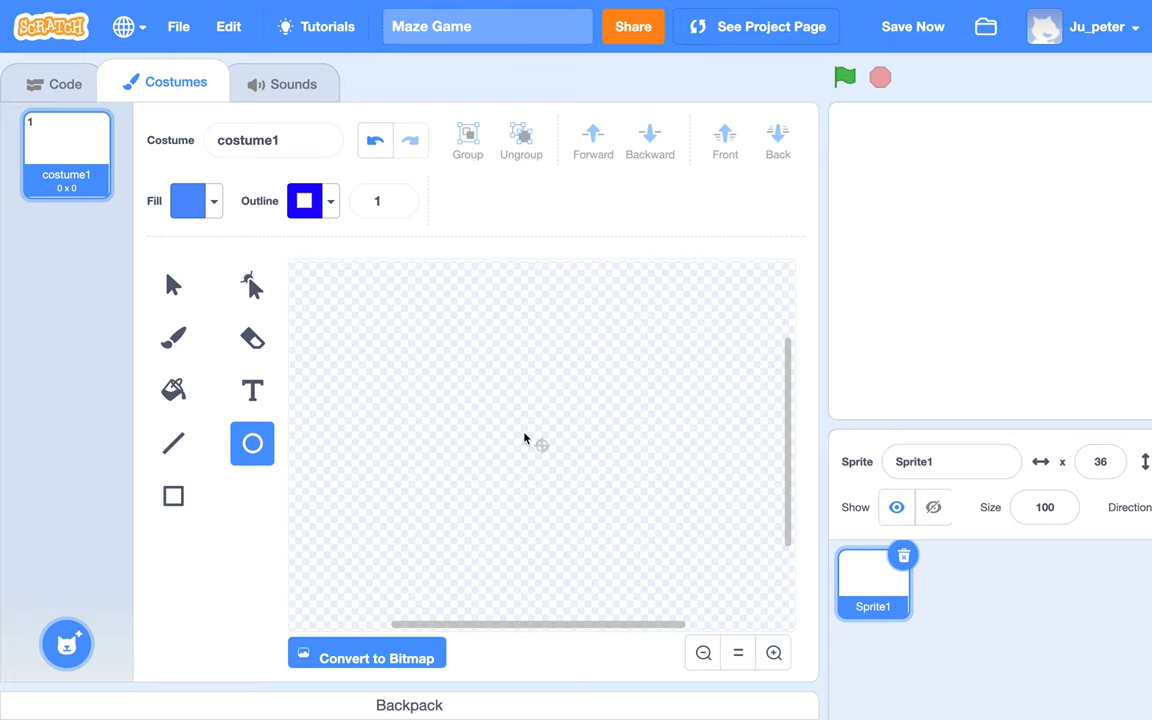 SCRATCH File Edit Tutorials Maze Game Share See Project Page Save Now Ju_peter
Code Costumes Sounds
1
costume1
0 x 0
Costume costume1 Group Ungroup Forward Backward Front Back
Fill Outline 1
Convert to Bitmap
Backpack
Sprite Sprite1 x 36
Show Size 100 Direction
Sprite1